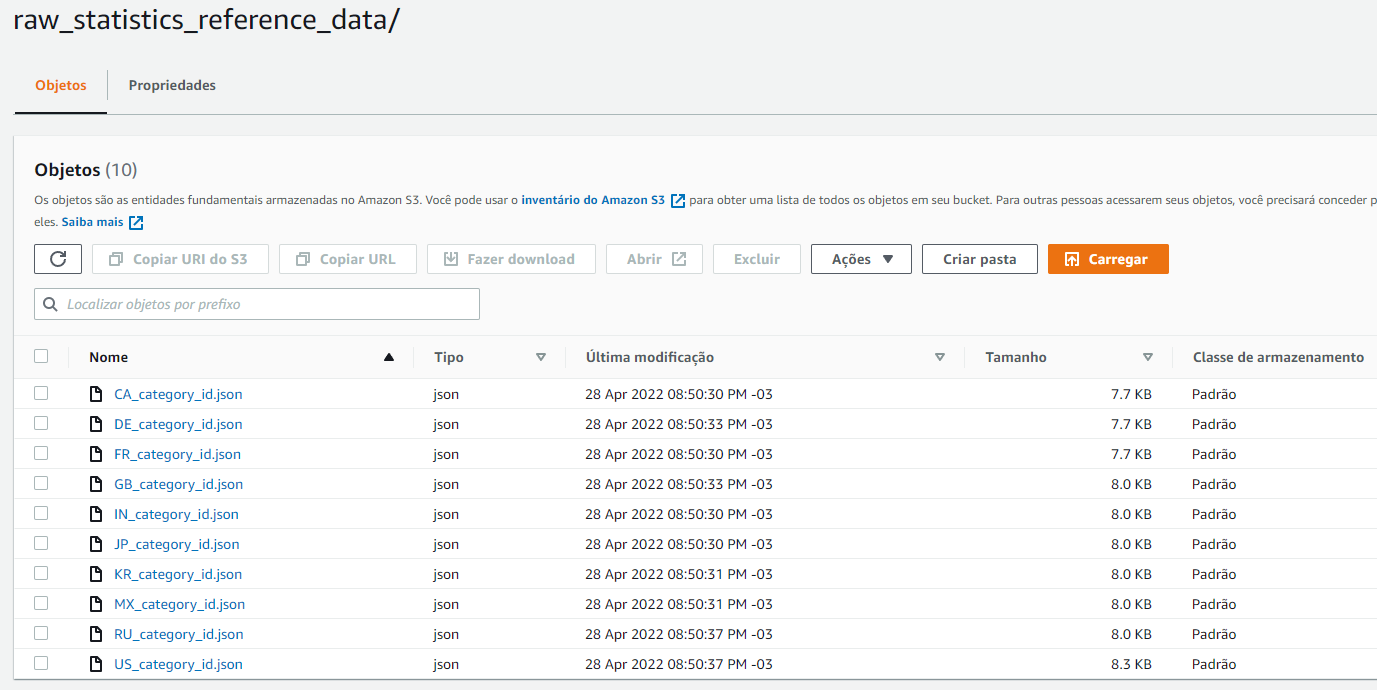 raw_statistics_reference_data/
Objetos Propriedades
Objetos (10)
Os objetos são as entidades fundamentais armazenadas no Amazon S3. Você pode usar o inventário do Amazon S3 para obter uma lista de todos os objetos em seu bucket. Para outras pessoas acessarem seus objetos, você precisará conceder
eles. Saiba mais
Copiar URI do S3 Copiar URL Fazer download Abrir Excluir Ações Criar pasta Carregar
Localizar objetos por prefixo
Nome Tipo Última modificação Tamanho Classe de armazenamento
CA_category_id.json json 28 Apr 2022 08:50:30 PM -03 7.7 KB Padrão
DE_category_id.json json 28 Apr 2022 08:50:33 PM -03 7.7 KB Padrão
FR_category_id.json json 28 Apr 2022 08:50:30 PM -03 7.7 KB Padrão
GB_category_id.json json 28 Apr 2022 08:50:33 PM -03 8.0 KB Padrão
IN_category_id.json json 28 Apr 2022 08:50:30 PM -03 8.0 KB Padrão
JP_category_id.json json 28 Apr 2022 08:50:30 PM -03 8.0 KB Padrão
KR_category_id.json json 28 Apr 2022 08:50:31 PM -03 8.0 KB Padrão
MX_category_id.json json 28 Apr 2022 08:50:31 PM -03 8.0 KB Padrão
RU_category_id.json json 28 Apr 2022 08:50:37 PM -03 8.0 KB Padrão
US_category_id.json json 28 Apr 2022 08:50:37 PM -03 8.3 KB Padrão